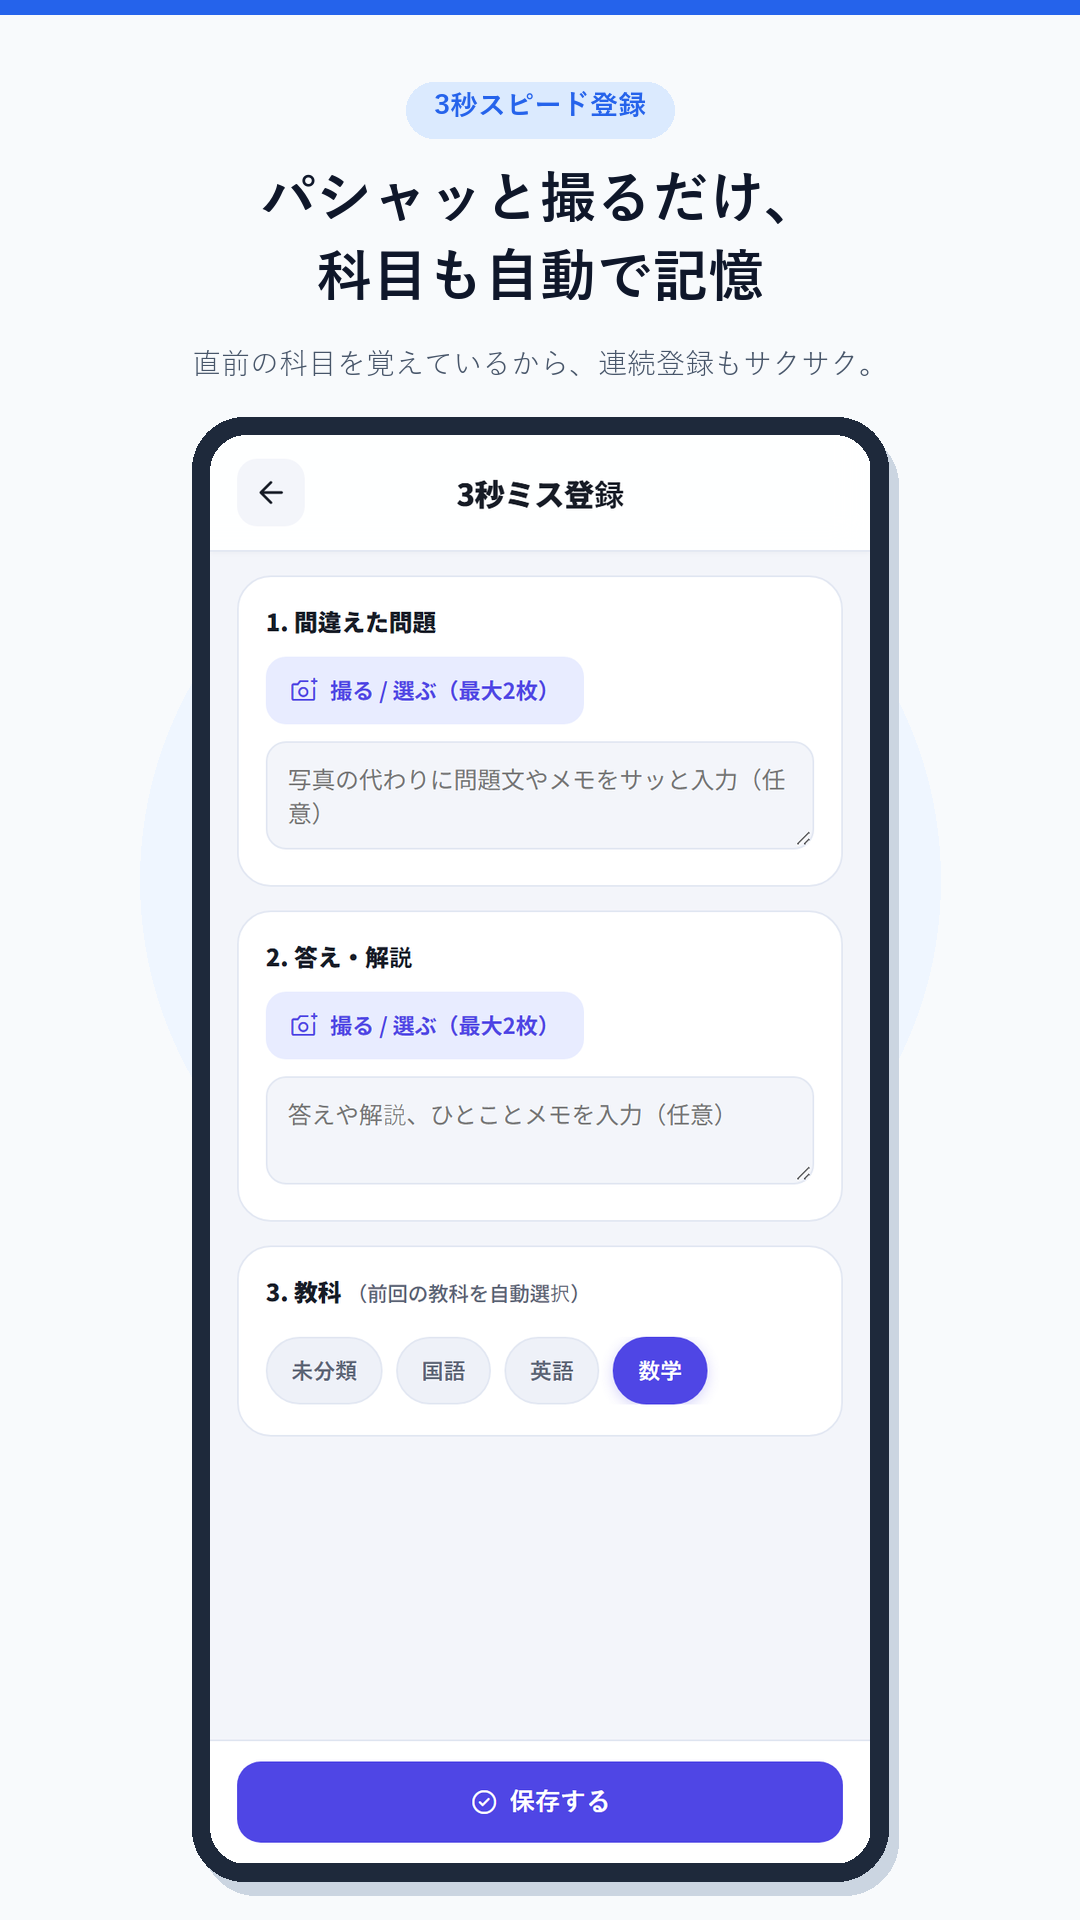 3秒スピード登録
パシャッと撮るだけ、
科目も自動で記憶
直前の科目を覚えているから、連続登録もサクサク。
3秒ミス登録
1. 間違えた問題
撮る / 選ぶ（最大2枚）
写真の代わりに問題文やメモをサッと入力（任
意）
2. 答え・解説
撮る / 選ぶ（最大2枚）
答えや解説、ひとことメモを入力（任意）
3. 教科 （前回の教科を自動選択）
未分類 国語 英語 数学
保存する